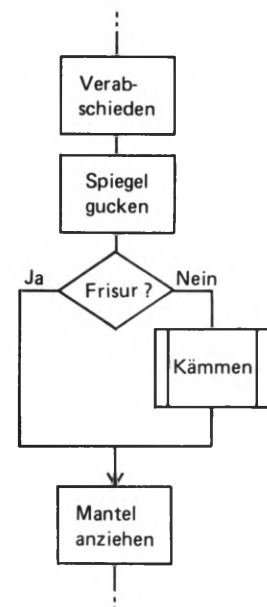 Verab-
schieden
Spiegel
gucken
Ja
Frisur ?
Nein
Kämmen
Mantel
anziehen